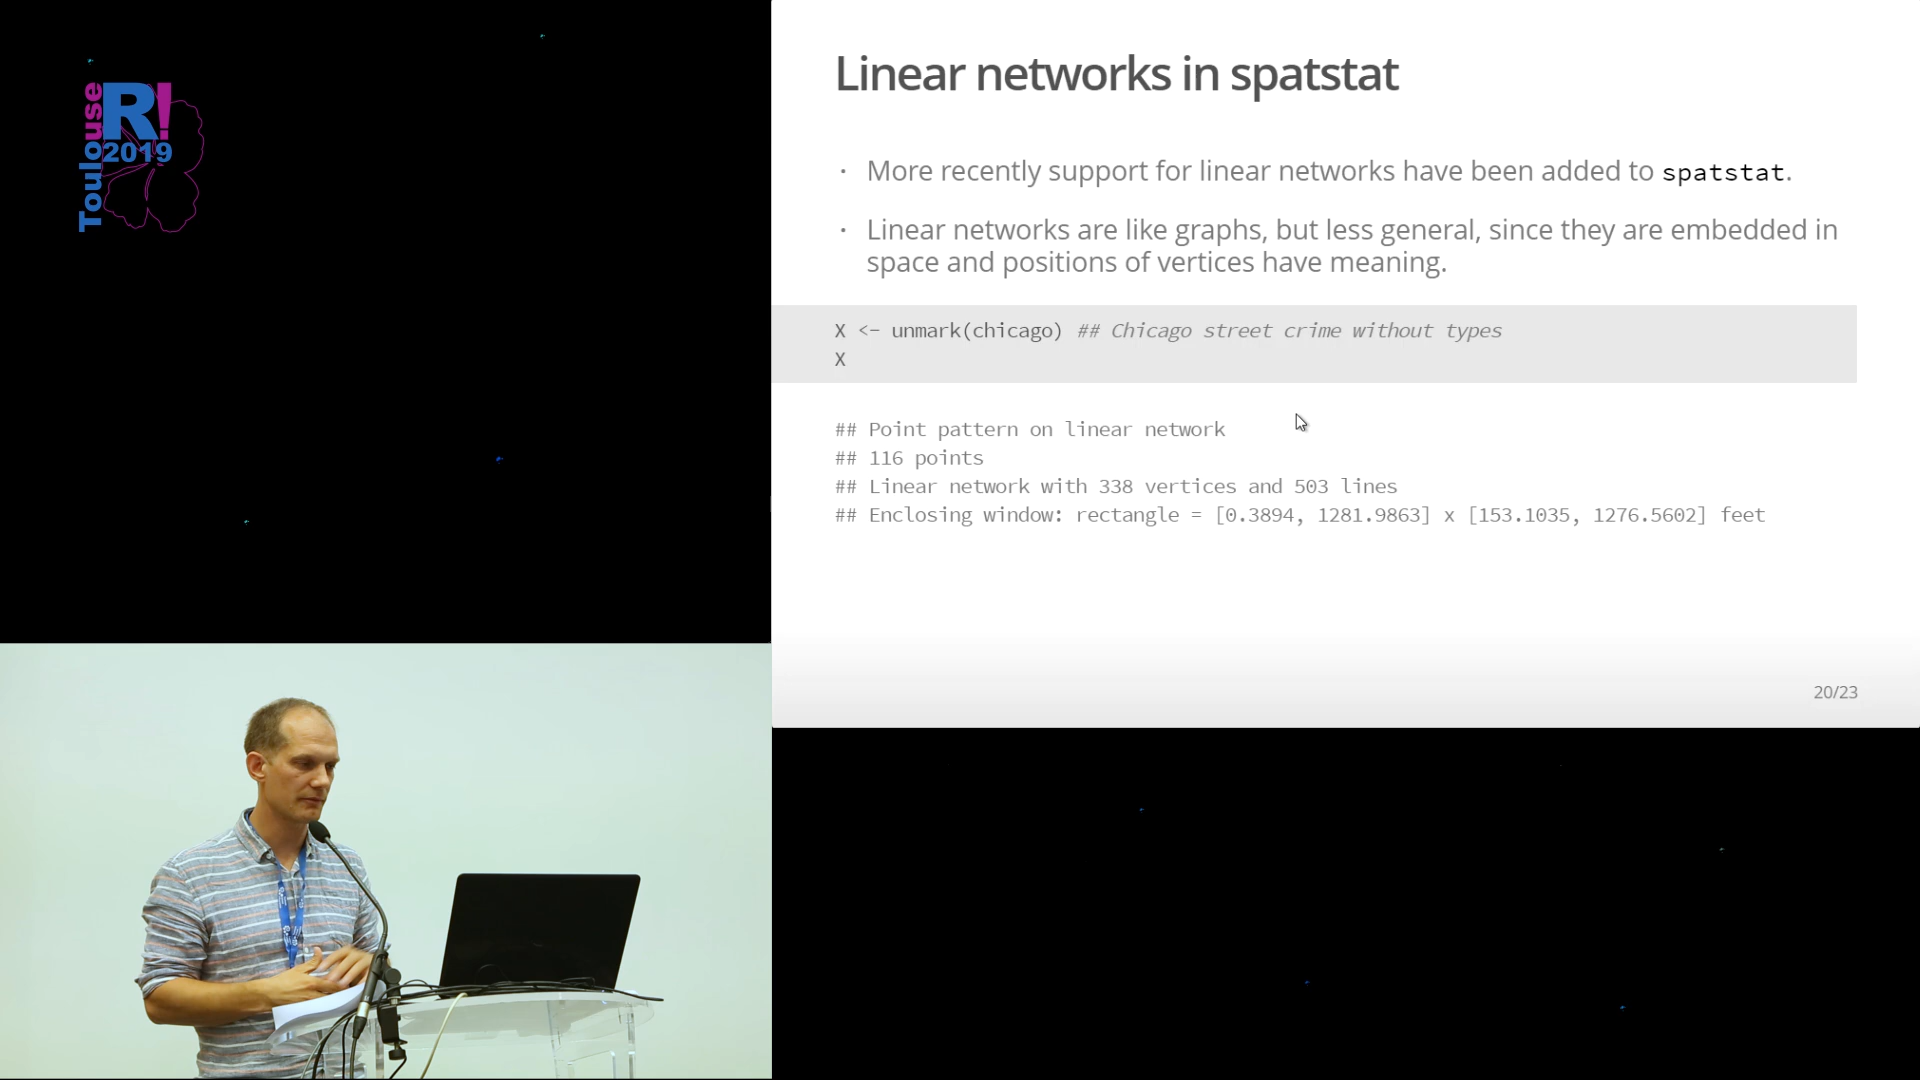 Toulouse
R!
2019
Linear networks in spatstat
· More recently support for linear networks have been added to spatstat.
· Linear networks are like graphs, but less general, since they are embedded in
space and positions of vertices have meaning.
X <- unmark(chicago) ## Chicago street crime without types
X
## Point pattern on linear network
## 116 points
## Linear network with 338 vertices and 503 lines
## Enclosing window: rectangle = [0.3894, 1281.9863] x [153.1035, 1276.5602] feet
20/23